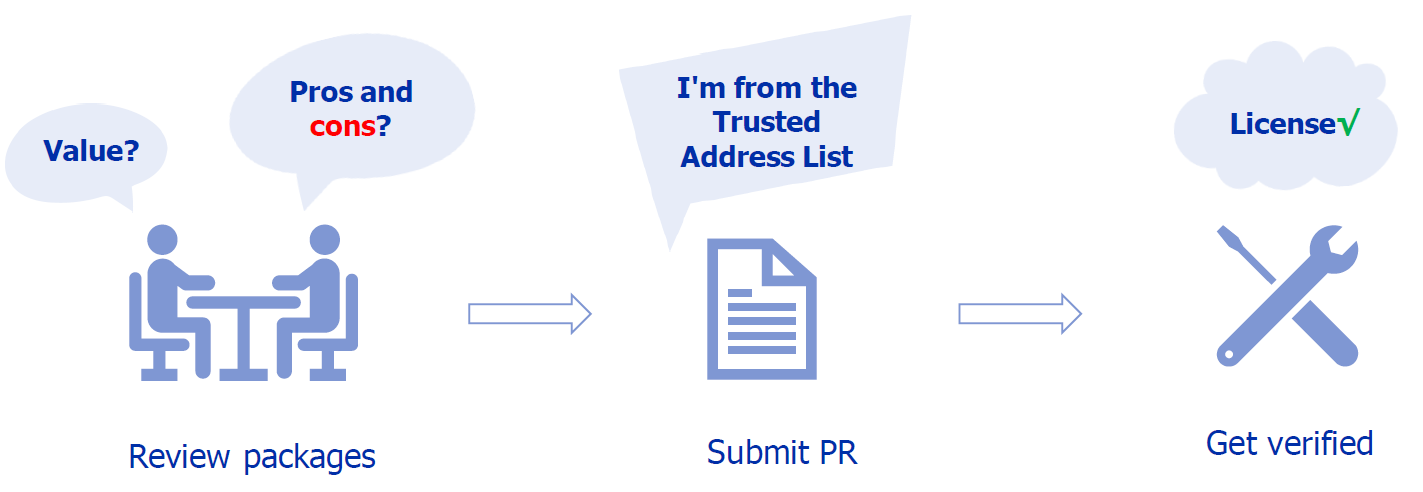 Value?
Pros and
cons?
I'm from the
Trusted
Address List
License√
Review packages
Submit PR
Get verified